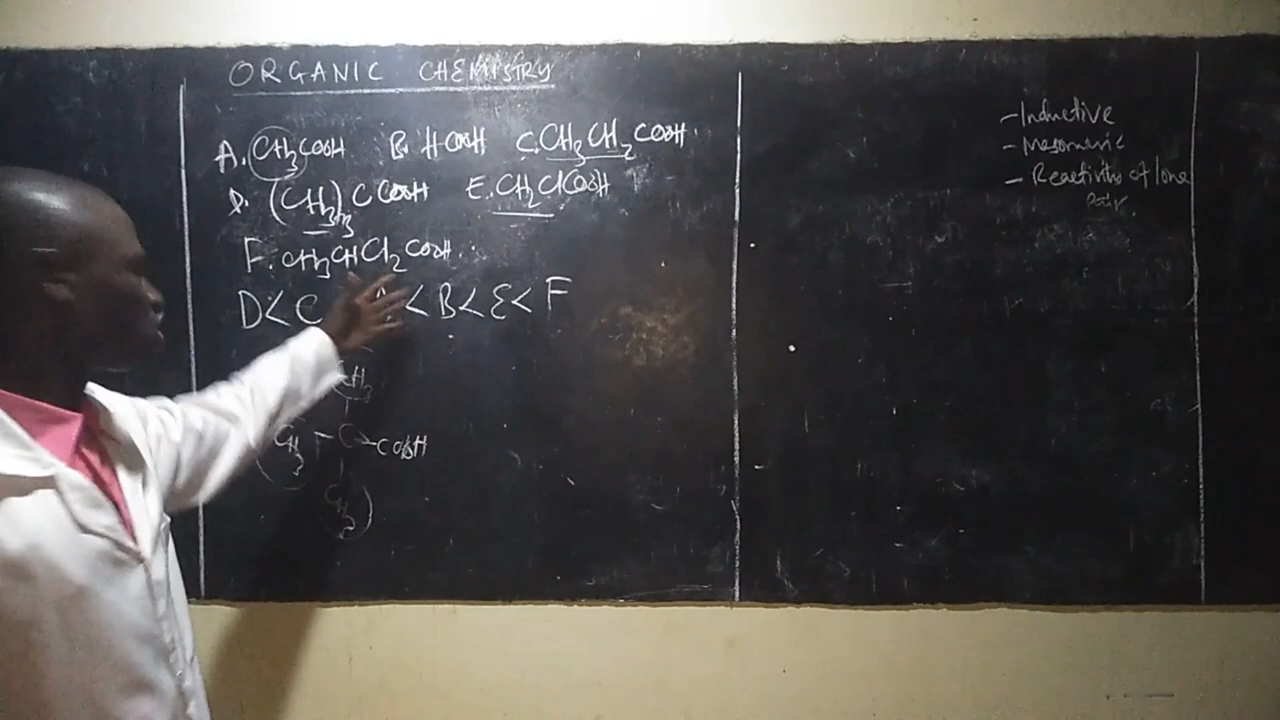 ORGANIC CHEMISTRY
A. CH3COOH B. HCOOH C. CH3CH2COOH.
D. (CH3)3CCOOH E. CH2ClCOOH
F. CH3CHCl2COOH.
D < C < B < E < F
CH3
CH3 - C - COOH
CH3
- Inductive
- Mesomeric
- Reactivity of lone
pair.